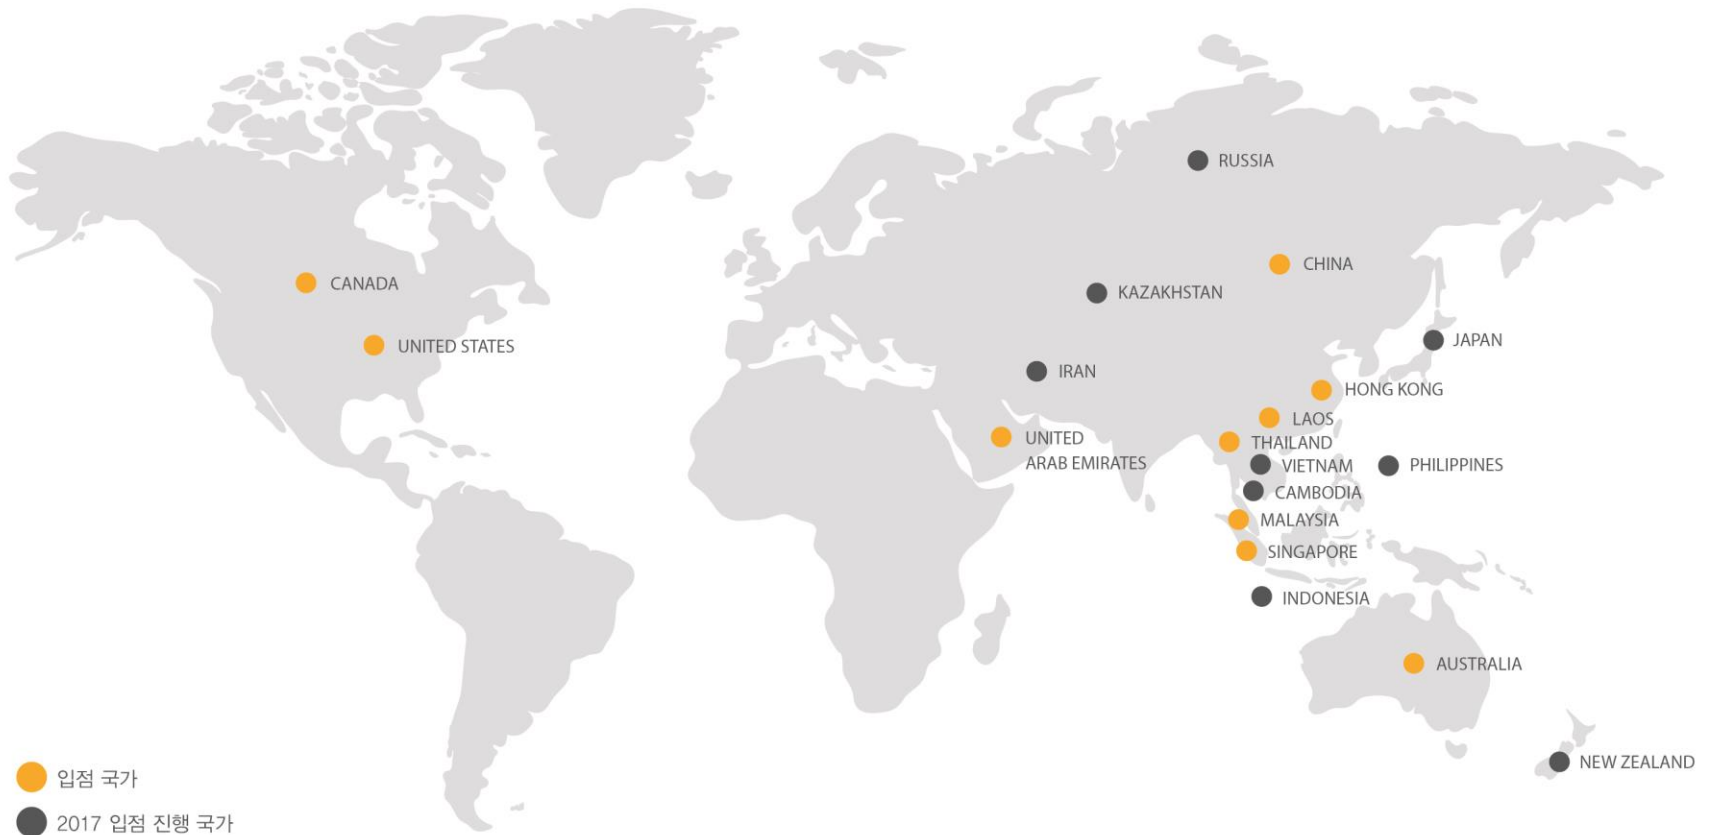 RUSSIA
CHINA
CANADA
KAZAKHSTAN
UNITED STATES
JAPAN
IRAN
HONG KONG
LAOS
UNITED
ARAB EMIRATES
THAILAND
VIETNAM
PHILIPPINES
CAMBODIA
MALAYSIA
SINGAPORE
INDONESIA
AUSTRALIA
NEW ZEALAND
입점 국가
2017 입점 진행 국가